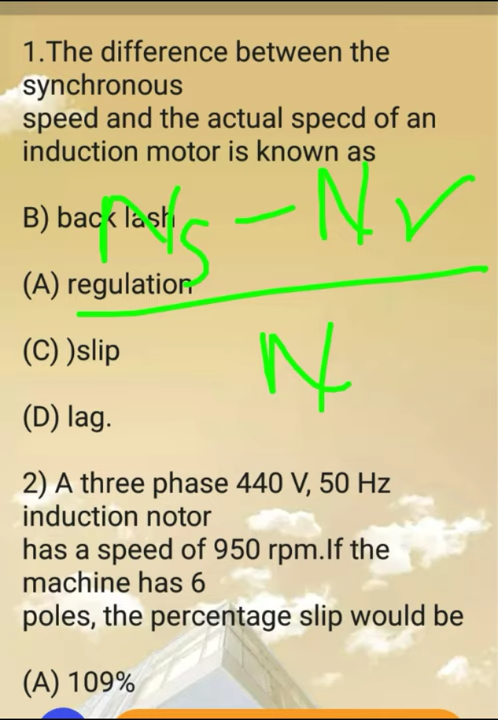 1.The difference between the
synchronous
speed and the actual specd of an
induction motor is known as
B) back lash
Ns - Nr
(A) regulation
N
(C) )slip
(D) lag.
2) A three phase 440 V, 50 Hz
induction notor
has a speed of 950 rpm.If the
machine has 6
poles, the percentage slip would be
(A) 109%